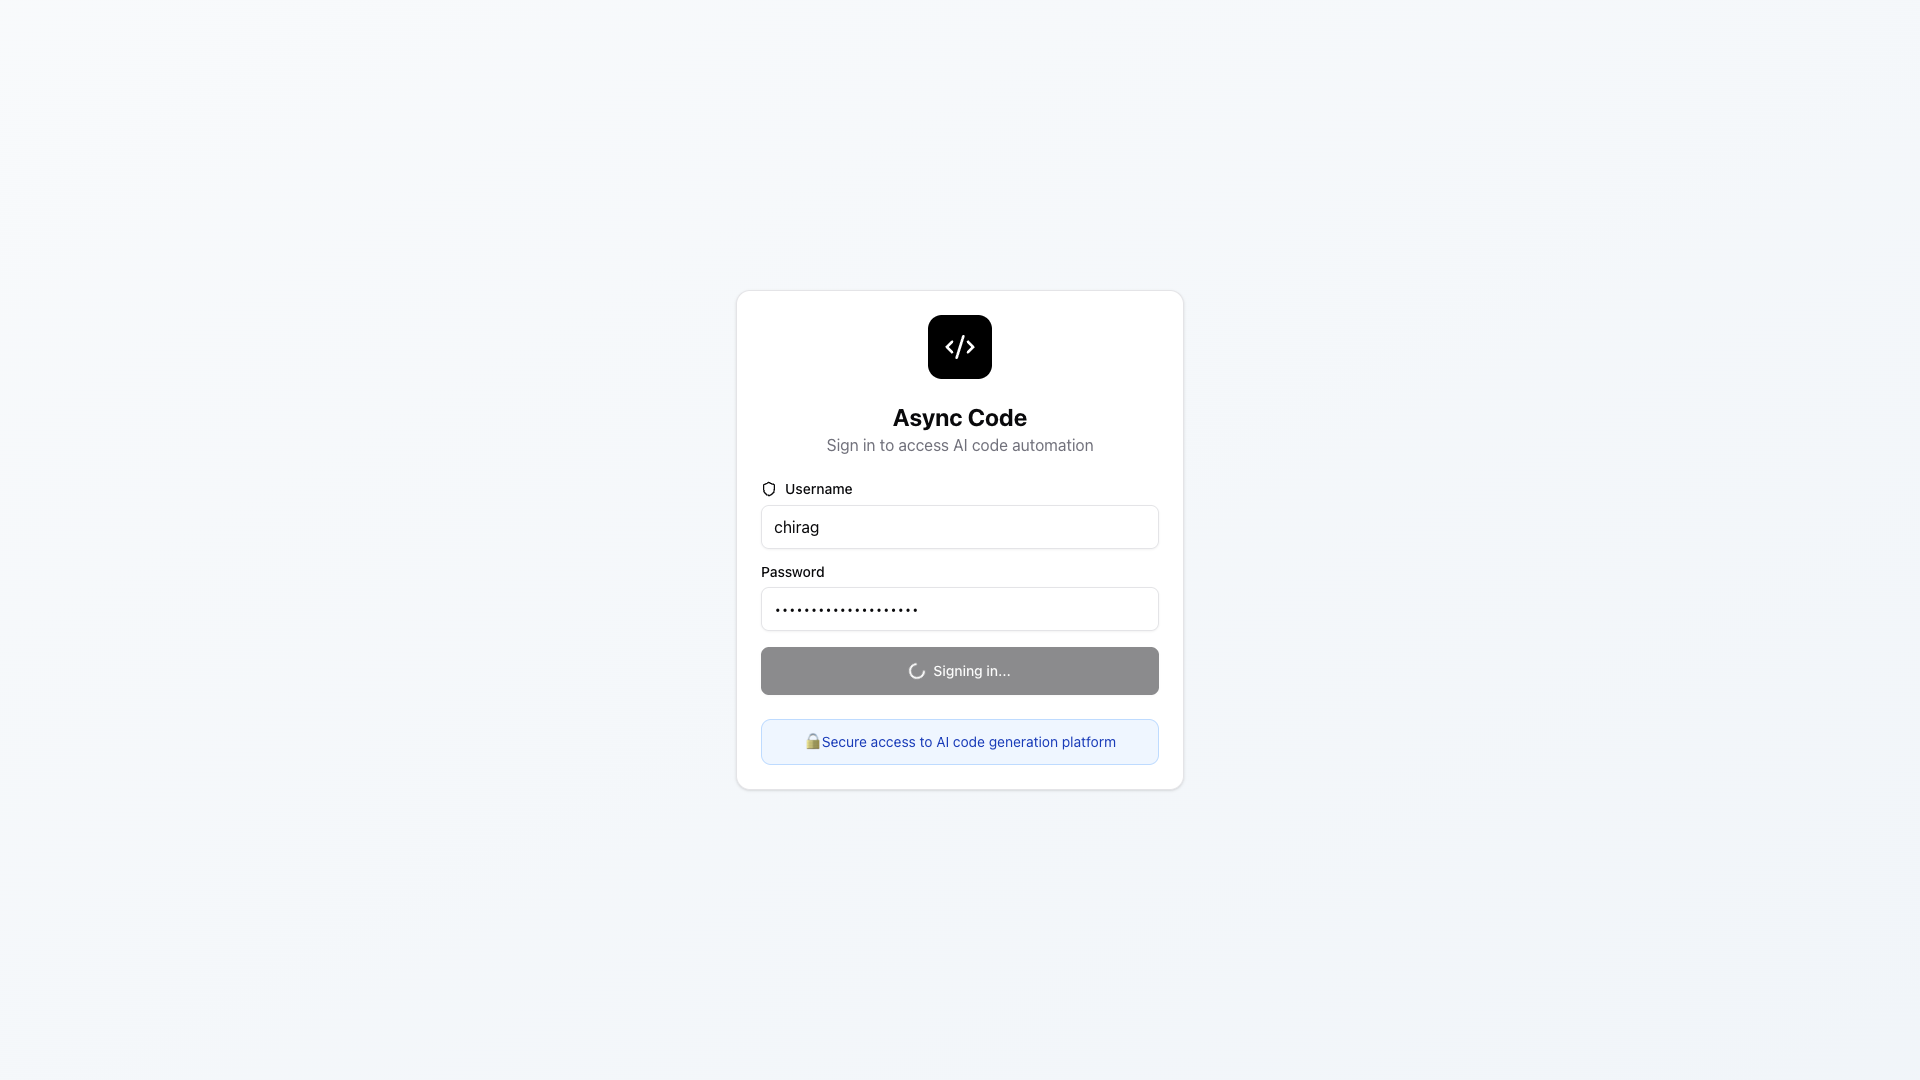 Async Code
Sign in to access AI code automation
Username
chirag
Password
••••••••••••••••••••
Signing in...
🔒Secure access to AI code generation platform